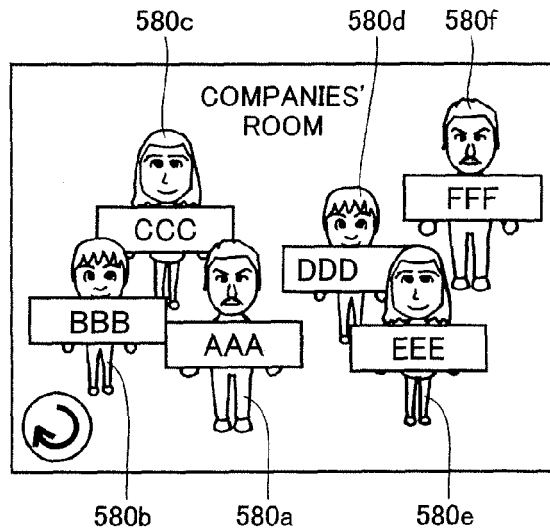 580c
580d
580f
COMPANIES'
ROOM
FFF
CCC
DDD
BBB
AAA
EEE
580b
580a
580e